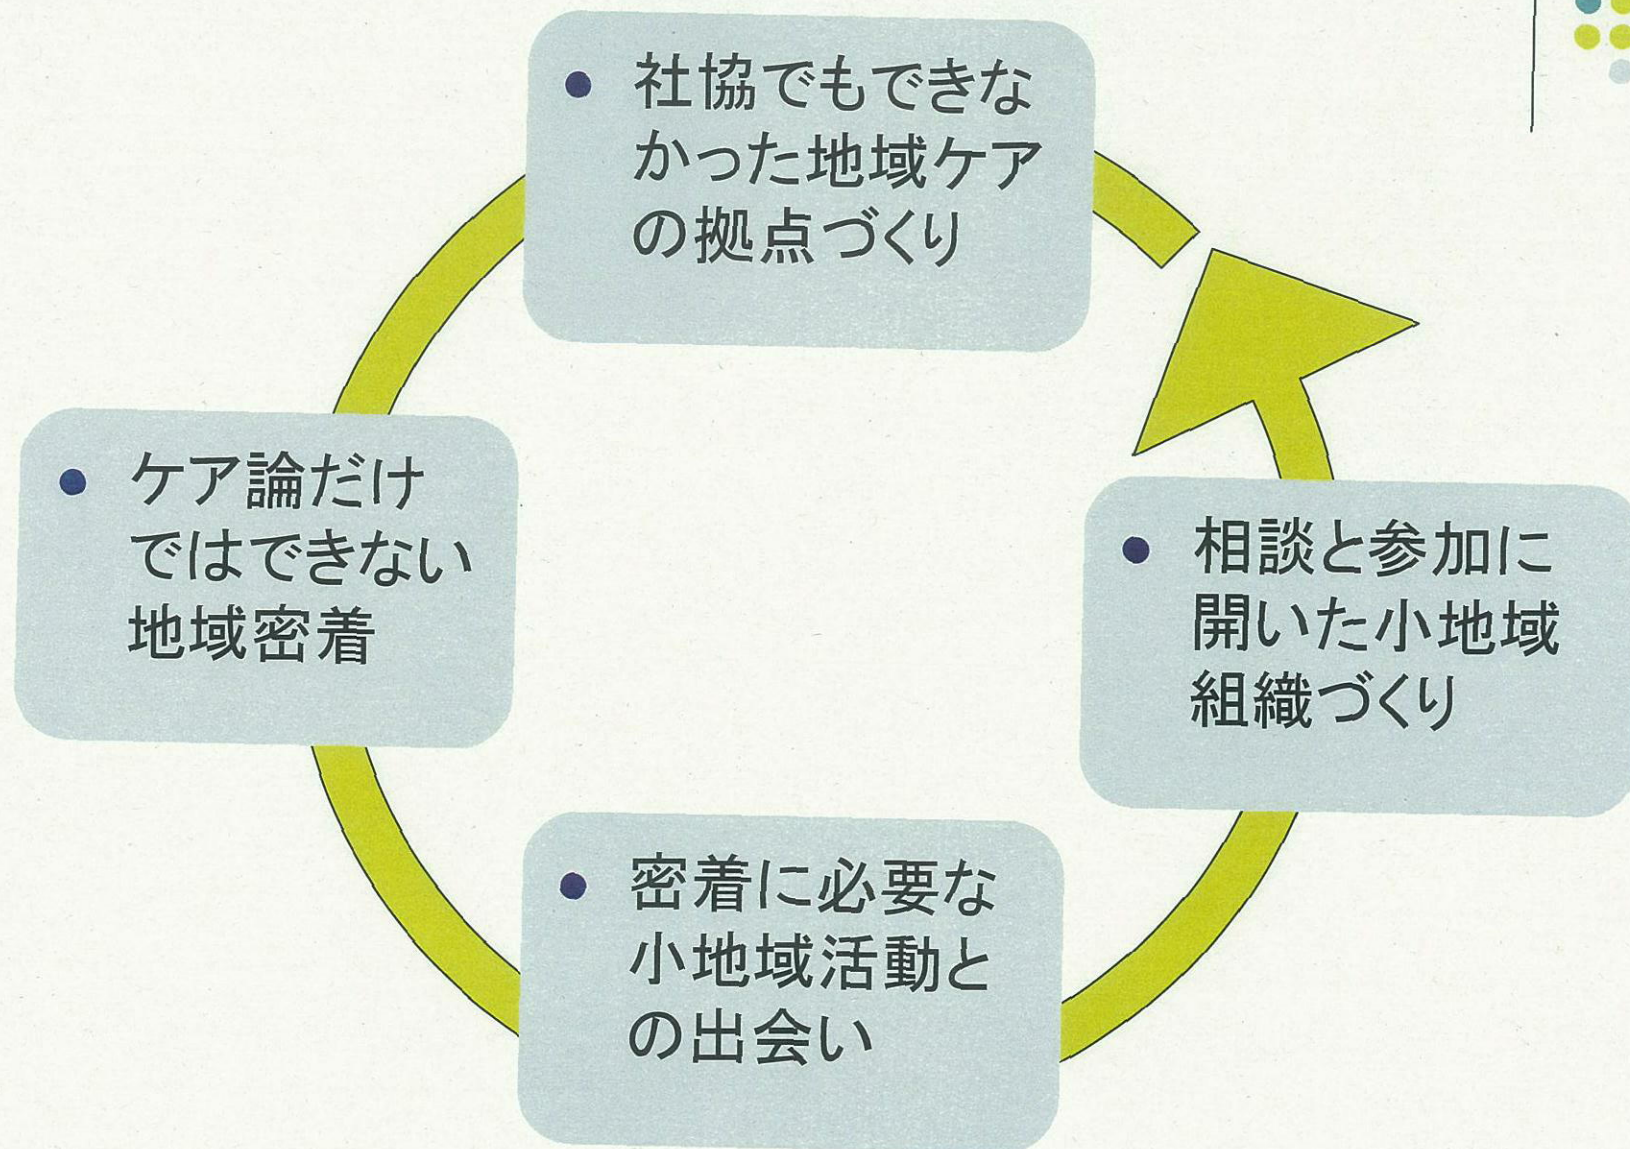 • 社協でもできな
かった地域ケア
の拠点づくり
• ケア論だけ
ではできない
地域密着
• 相談と参加に
開いた小地域
組織づくり
• 密着に必要な
小地域活動と
の出会い